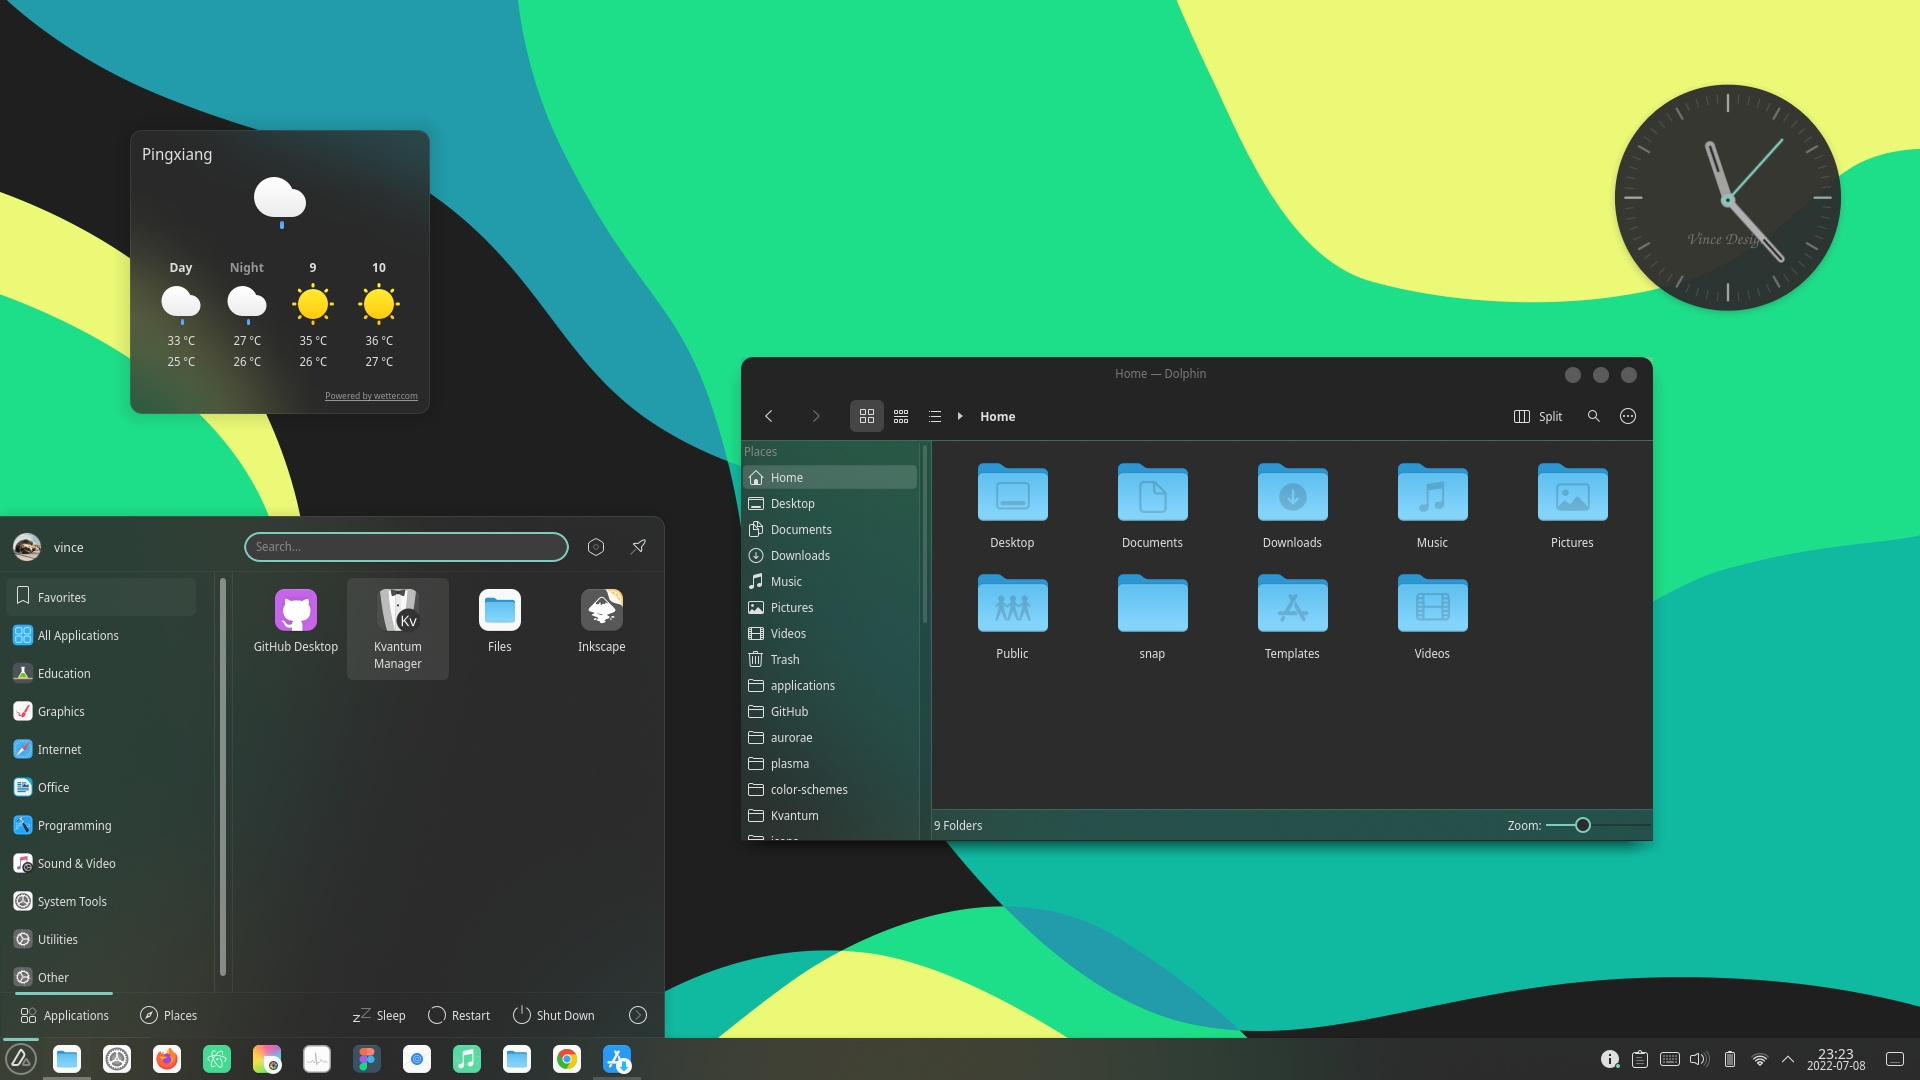 Pingxiang
Day Night 9 10
33 °C 27 °C 35 °C 36 °C
25 °C 26 °C 26 °C 27 °C
Powered by wetter.com
Vince Design
Home — Dolphin
Home
Split
Places
Home
Desktop
Documents
Downloads
Music
Pictures
Videos
Trash
applications
GitHub
aurorae
plasma
color-schemes
Kvantum
Desktop Documents Downloads Music Pictures
Public snap Templates Videos
9 Folders
Zoom:
vince
Search...
Favorites
All Applications
Education
Graphics
Internet
Office
Programming
Sound & Video
System Tools
Utilities
Other
GitHub Desktop
Kv
Kvantum
Manager
Files
Inkscape
Applications
Places
zZ Sleep
Restart
Shut Down
23:23
2022-07-08